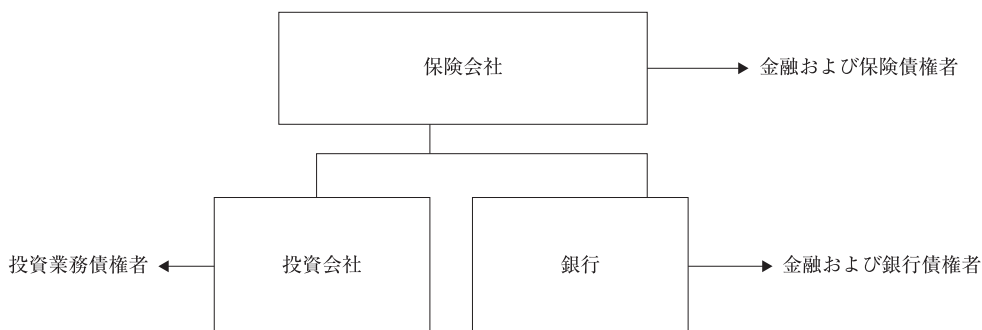 保険会社
金融および保険債権者
投資業務債権者
投資会社
銀行
金融および銀行債権者